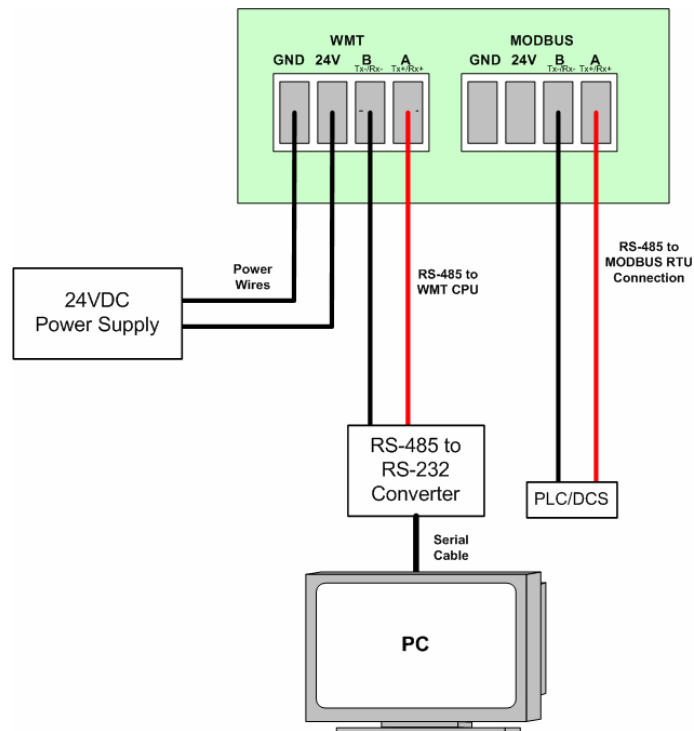 WMT
MODBUS
GND 24V B A
Tx-/Rx- Tx+/Rx+
GND 24V B A
Tx-/Rx- Tx+/Rx+
- -
Power
Wires
24VDC
Power Supply
RS-485 to
WMT CPU
RS-485 to
MODBUS RTU
Connection
RS-485 to
RS-232
Converter
PLC/DCS
Serial
Cable
PC